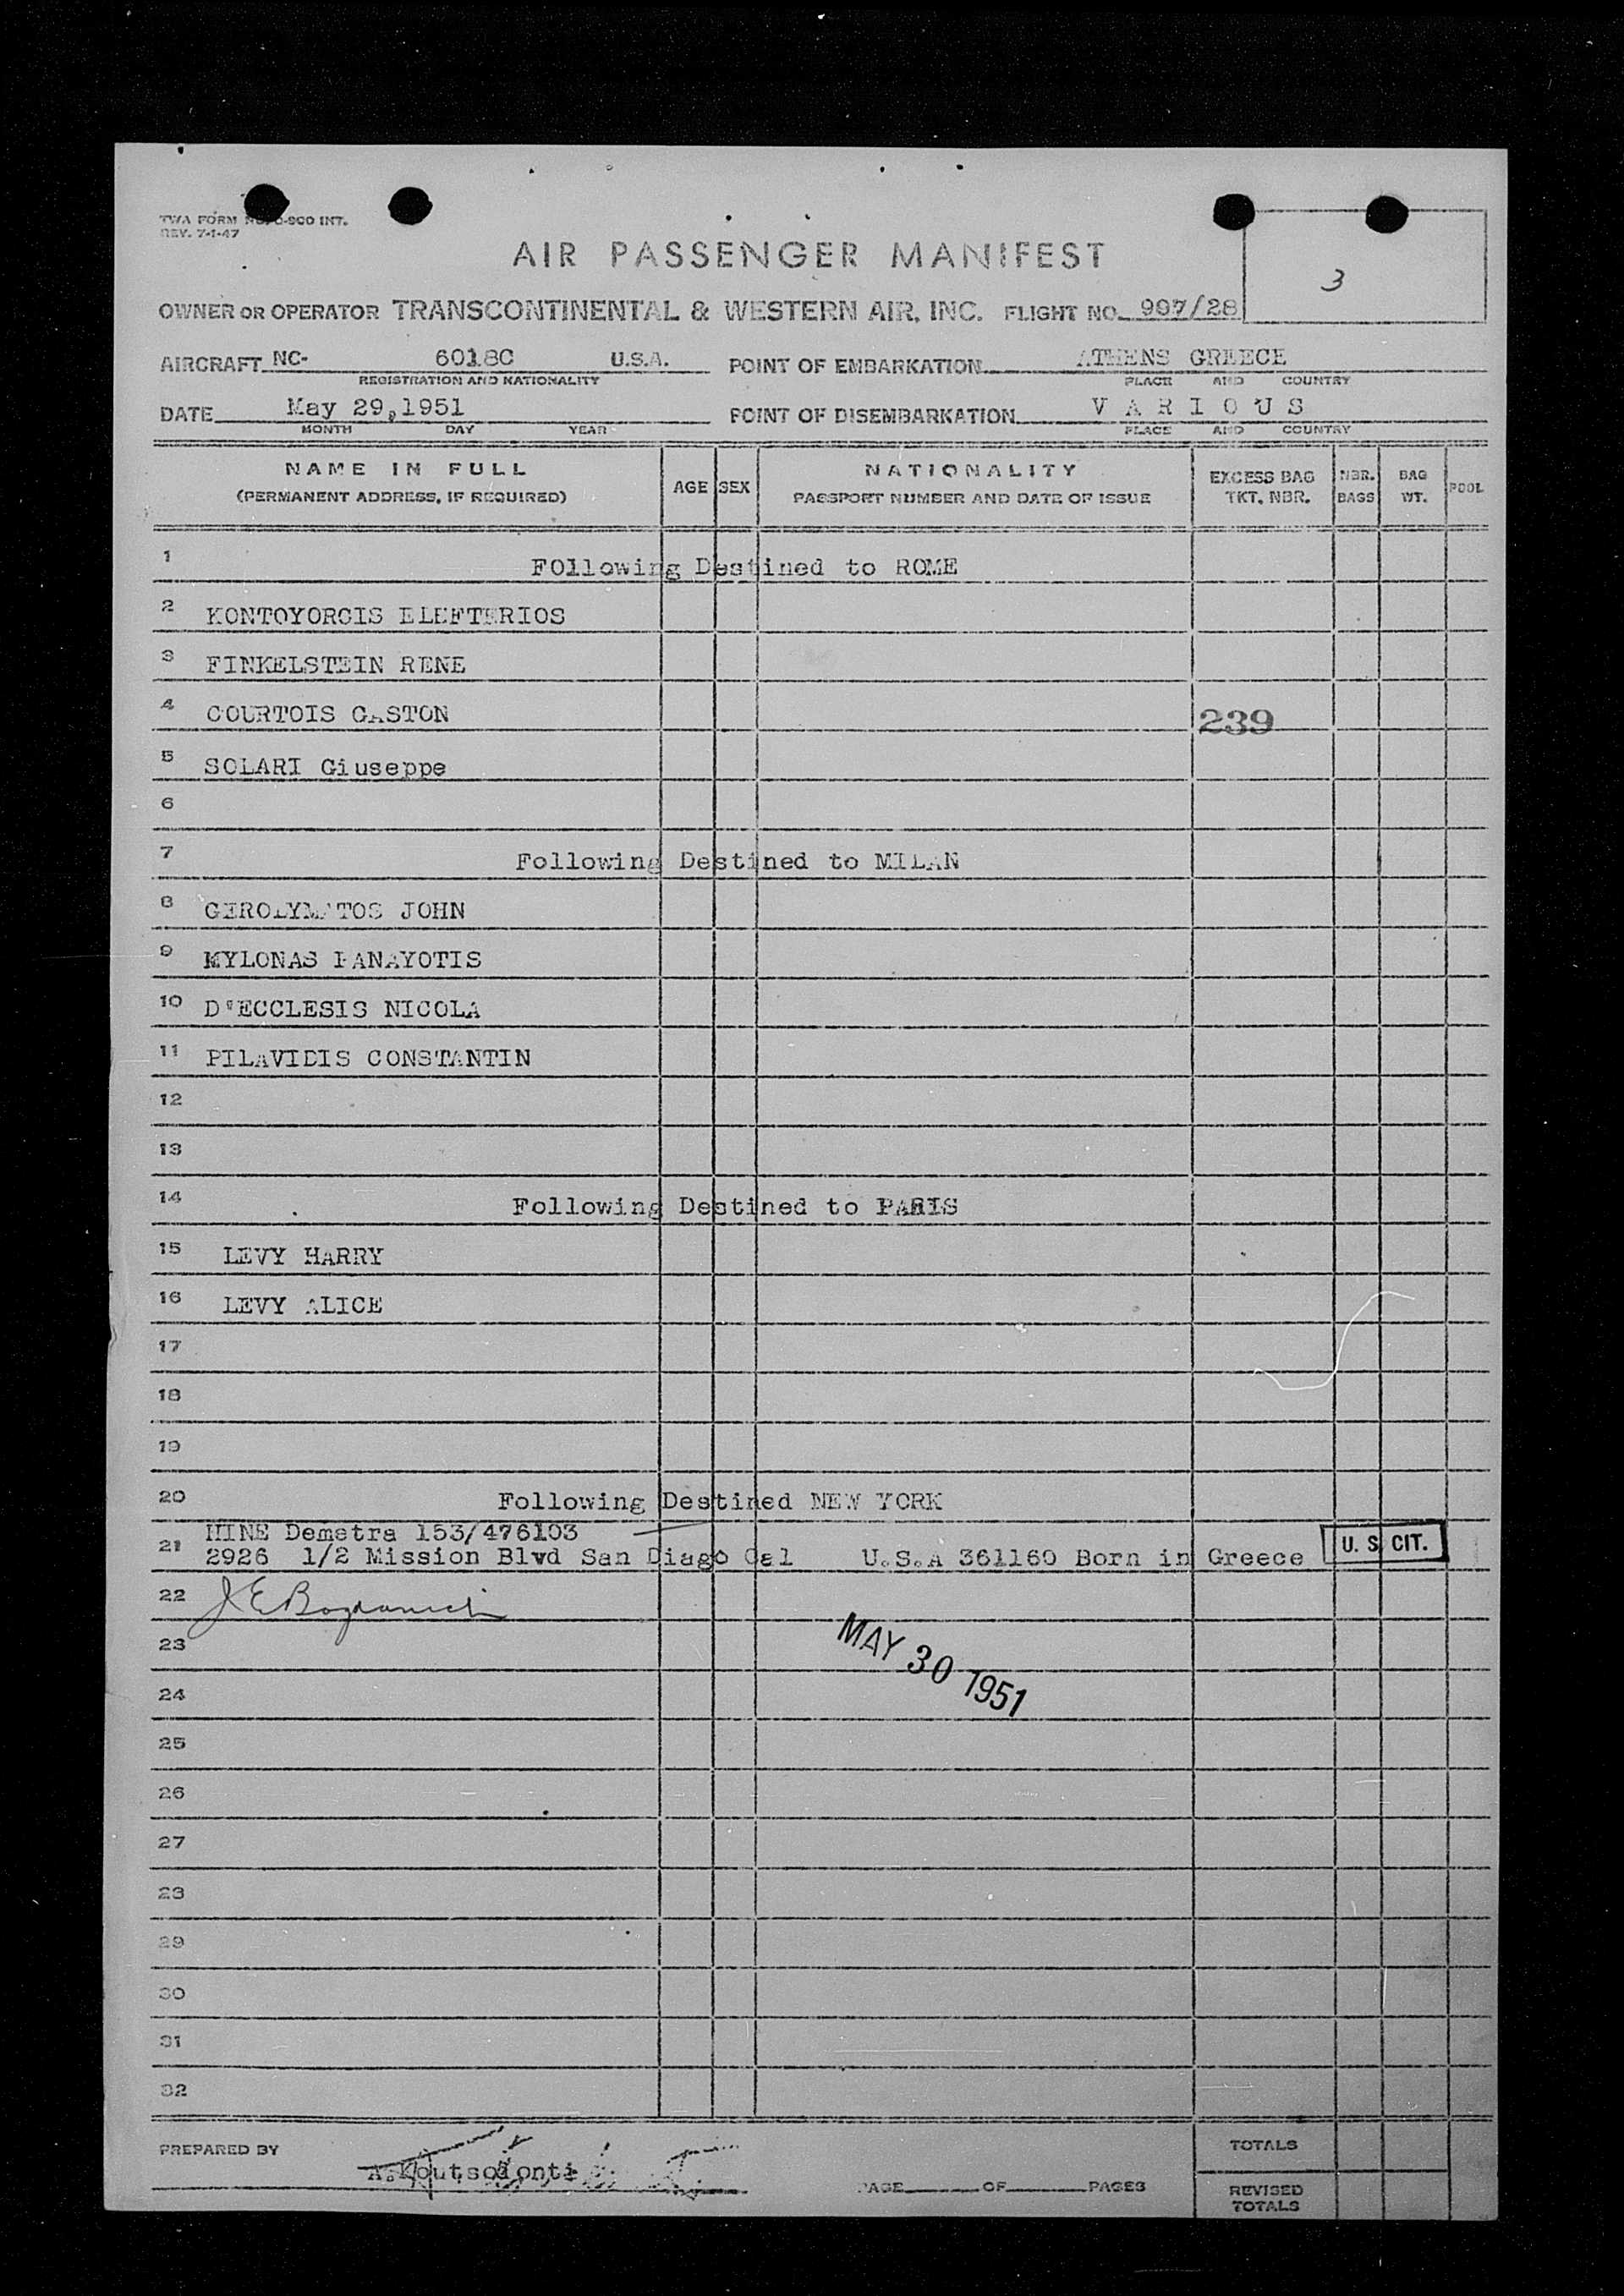 TWA FORM -900 INT.
REV. 7-1-47
3
AIR PASSENGER MANIFEST
OWNER OR OPERATOR TRANSCONTINENTAL & WESTERN AIR, INC. FLIGHT NO. 907/28
AIRCRAFT NC- 6018C U.S.A. POINT OF EMBARKATION ATHENS GREECE
REGISTRATION AND NATIONALITY PLACE AND COUNTRY
DATE May 29,1951 POINT OF DISEMBARKATION V A R I O U S
MONTH DAY YEAR PLACE AND COUNTRY
NAME IN FULL AGE SEX NATIONALITY EXCESS BAG NBR. BAG POOL
(PERMANENT ADDRESS, IF REQUIRED) PASSPORT NUMBER AND DATE OF ISSUE TKT. NBR. BAGS WT.
1 FOllowing Destined to ROME
2 KONTOYORGIS ELEFTERIOS
3 FINKELSTEIN RENE
4 COURTOIS GASTON 239
5 SOLARI Giuseppe
6
7 Following Destined to MILAN
8 GEROLYMATOS JOHN
9 MYLONAS PANAYOTIS
10 D'ECCLESIS NICOLA
11 PILAVIDIS CONSTANTIN
12
13
14 Following Destined to PARIS
15 LEVY HARRY
16 LEVY ALICE
17
18
19
20 Following Destined NEW YORK
HINE Demetra 153/476103
21 2926 1/2 Mission Blvd San Diago Cal U.S.A 361160 Born in Greece U. S. CIT.
22
23 MAY 30 1951
24
25
26
27
28
29
30
31
32
PREPARED BY TOTALS
PAGE OF PAGES REVISED
TOTALS